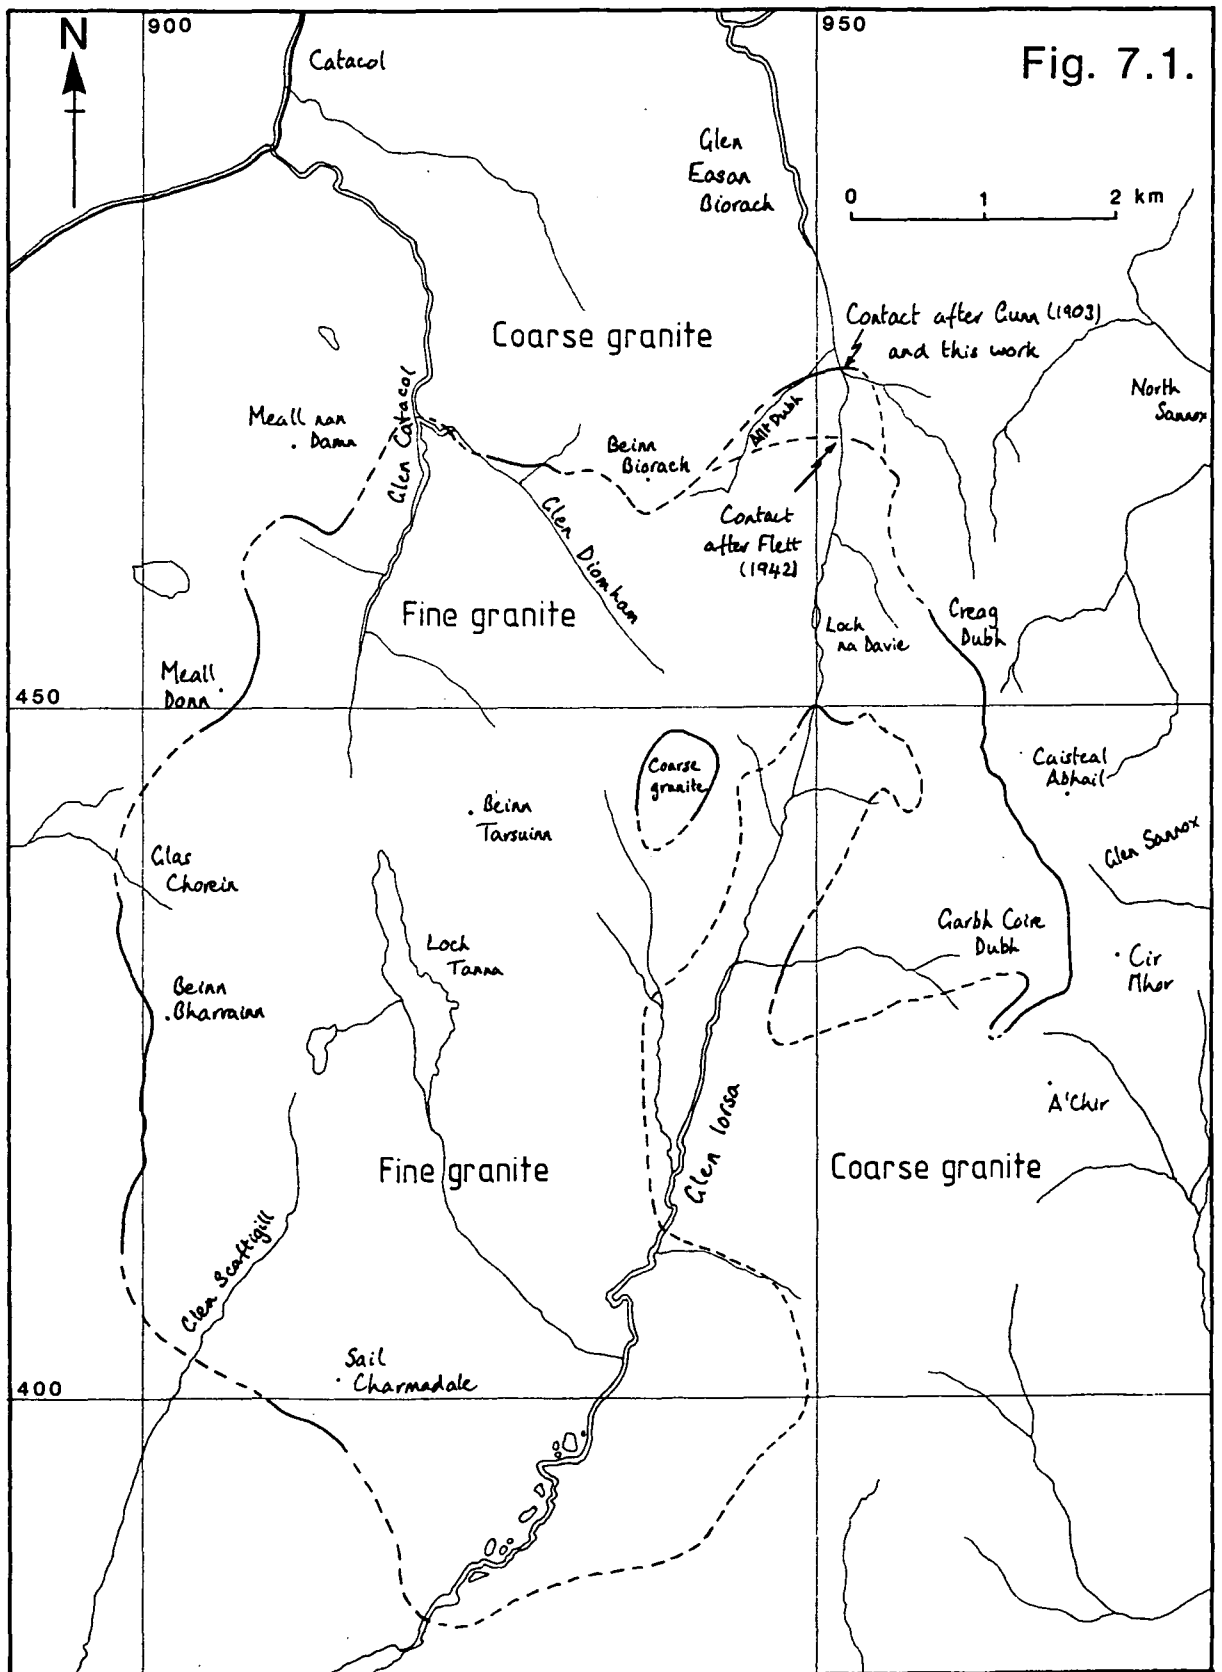 900
950
N
Fig. 7.1.
Catacol
Glen
Easan
Biorach
0 1 2 km
Contact after Gunn (1903)
and this work
Coarse granite
North
Sannox
Meall nan
Damn
Glen Catacol
Allt Dubh
Beinn
Biorach
Glen Diomhan
Contact
after Flett
(1942)
Fine granite
Creag
Dubh
Loch
na Davie
Meall
Donn
450
Coarse
granite
Caisteal
Abhail
Beinn
Tarsuinn
Glen Sannox
Glas
Choirein
Garbh Coire
Dubh
Loch
Tanna
Cir
Mhor
Beinn
Bharrainn
A'Chir
Glen Iorsa
Fine granite
Coarse granite
Glen Scaftigill
Sail
Charmadale
400